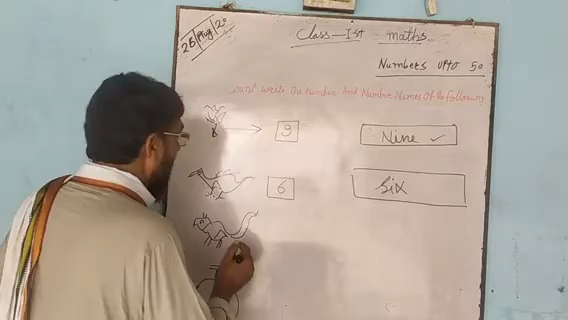 26/Aug/20
Class-Ist maths
Numbers upto 50
Count write the Number And Number Names Of the Following
9 Nine
6 Six